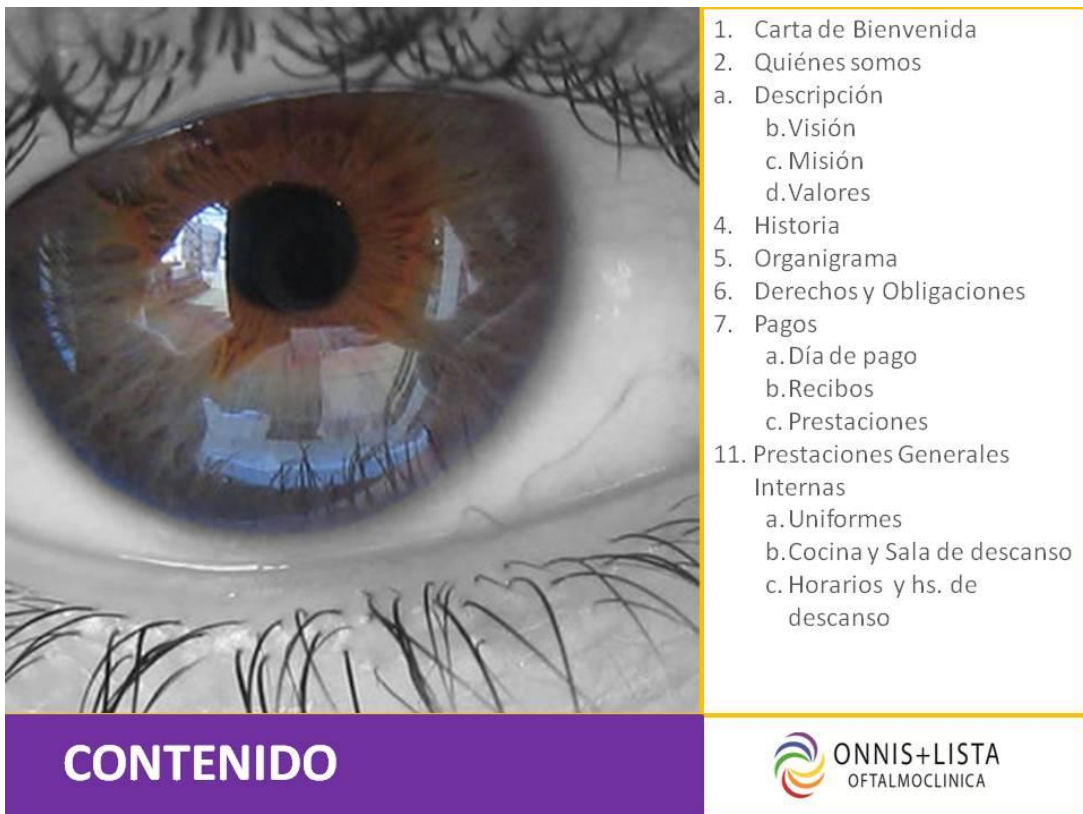 1. Carta de Bienvenida
2. Quiénes somos
a. Descripción
b. Visión
c. Misión
d. Valores
4. Historia
5. Organigrama
6. Derechos y Obligaciones
7. Pagos
a. Día de pago
b. Recibos
c. Prestaciones
11. Prestaciones Generales
Internas
a. Uniformes
b. Cocina y Sala de descanso
c. Horarios y hs. de
descanso
CONTENIDO
ONNIS+LISTA
OFTALMOCLINICA